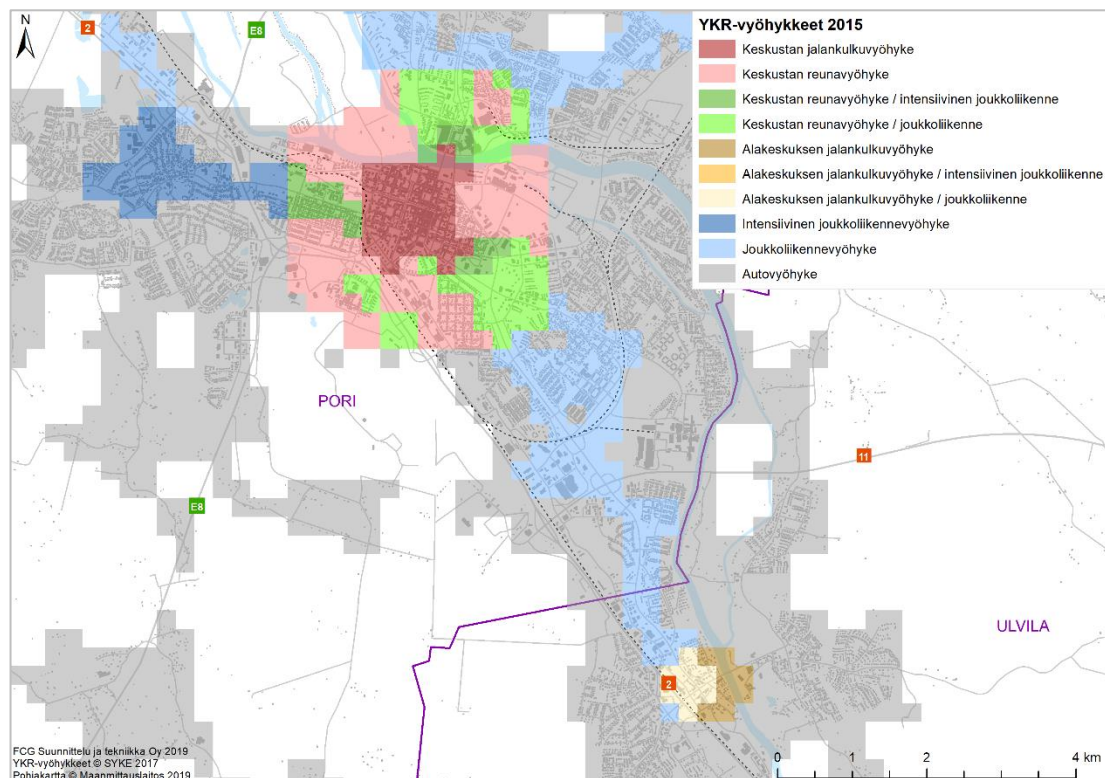 YKR-vyöhykkeet 2015
Keskustan jalankulkuvyöhyke
Keskustan reunavyöhyke
Keskustan reunavyöhyke / intensiivinen joukkoliikenne
Keskustan reunavyöhyke / joukkoliikenne
Alakeskuksen jalankulkuvyöhyke
Alakeskuksen jalankulkuvyöhyke / intensiivinen joukkoliikenne
Alakeskuksen jalankulkuvyöhyke / joukkoliikenne
Intensiivinen joukkoliikennevyöhyke
Joukkoliikennevyöhyke
Autovyöhyke
N
2
E8
PORI
11
E8
ULVILA
2
FCG Suunnittelu ja tekniikka Oy 2019
YKR-vyöhykkeet © SYKE 2017
Pohjakartta © Maanmittauslaitos 2019
0 1 2 4 km